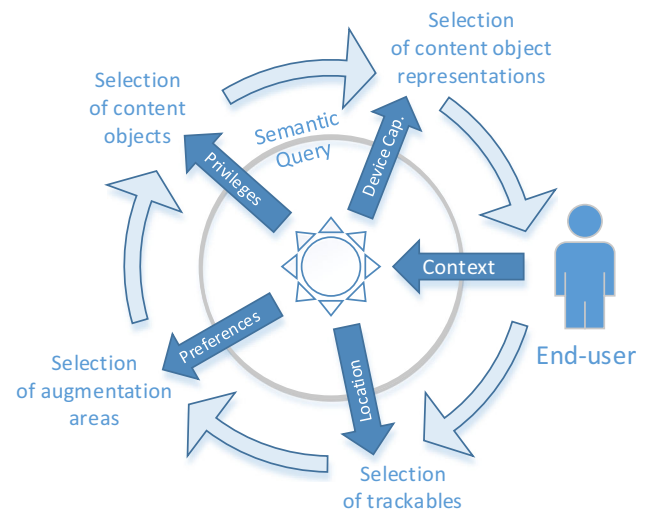 Selection
of content object
representations
Selection
of content
objects
Semantic
Query
Device Cap.
Privileges
Context
End-user
Preferences
Location
Selection
of augmentation
areas
Selection
of trackables